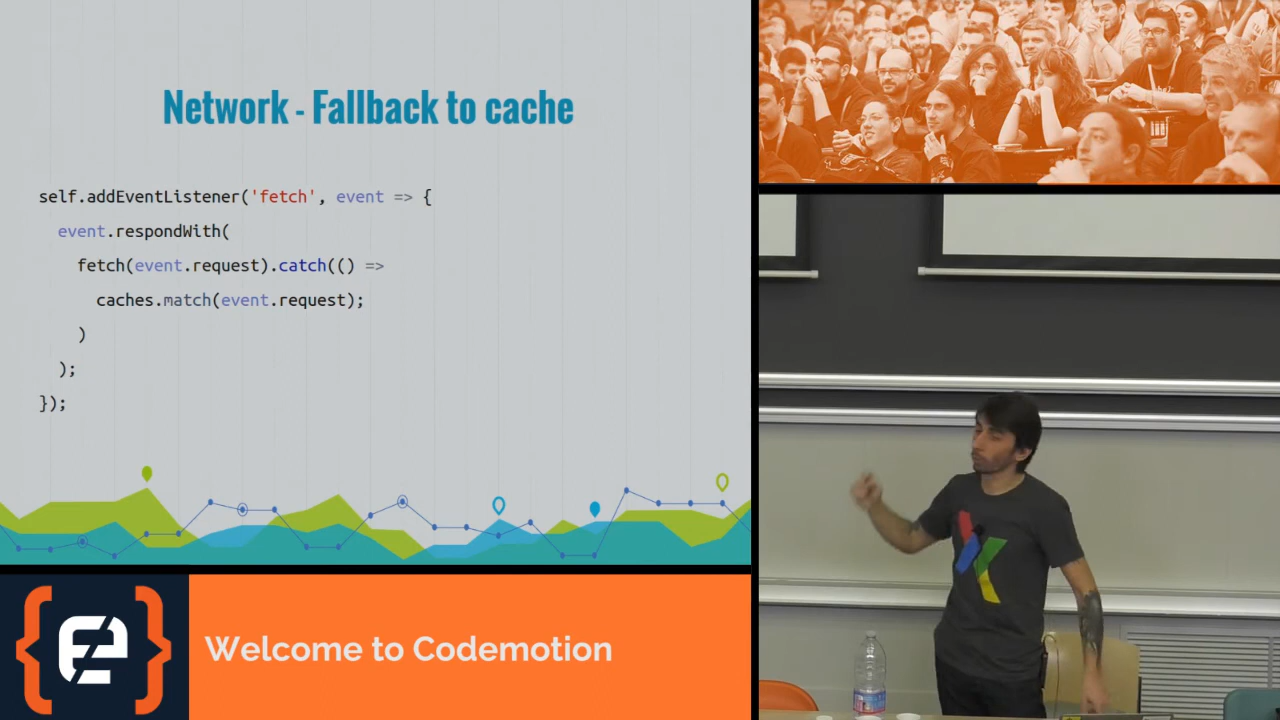 Network - Fallback to cache
self.addEventListener('fetch', event => {
event.respondWith(
fetch(event.request).catch(() =>
caches.match(event.request);
)
);
});
Welcome to Codemotion